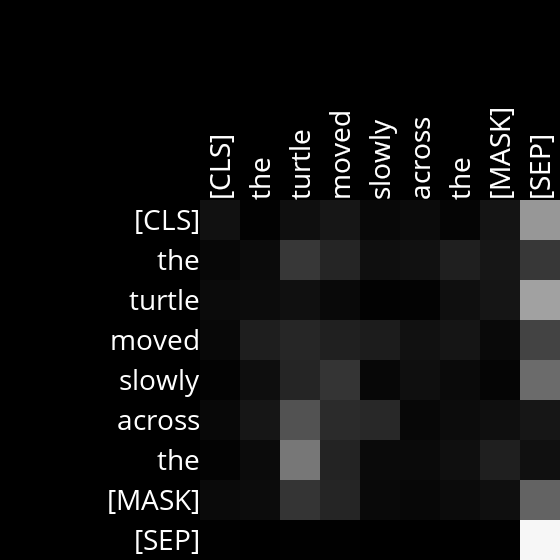 [CLS] the turtle moved slowly across the [MASK] [SEP]
[CLS]
the
turtle
moved
slowly
across
the
[MASK]
[SEP]